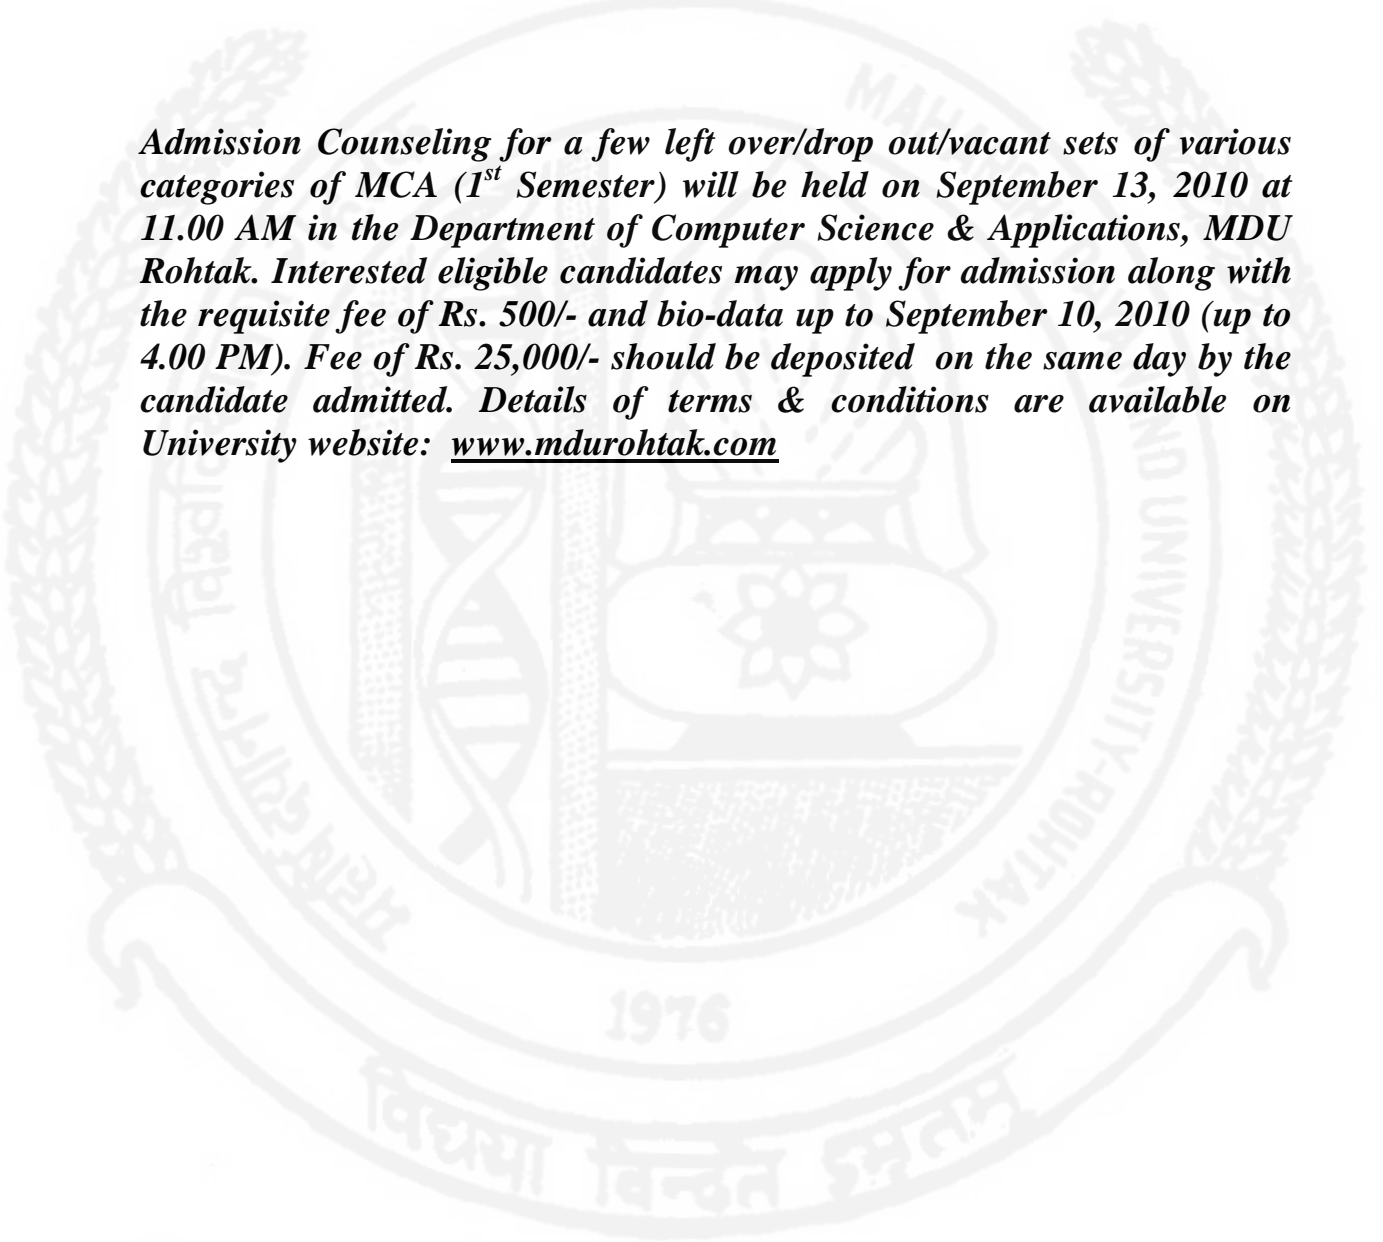 Admission Counseling for a few left over/drop out/vacant sets of various
categories of MCA (1st Semester) will be held on September 13, 2010 at
11.00 AM in the Department of Computer Science & Applications, MDU
Rohtak. Interested eligible candidates may apply for admission along with
the requisite fee of Rs. 500/- and bio-data up to September 10, 2010 (up to
4.00 PM). Fee of Rs. 25,000/- should be deposited on the same day by the
candidate admitted. Details of terms & conditions are available on
University website: www.mdurohtak.com
UNIVERSITY-ROHTAK
1976